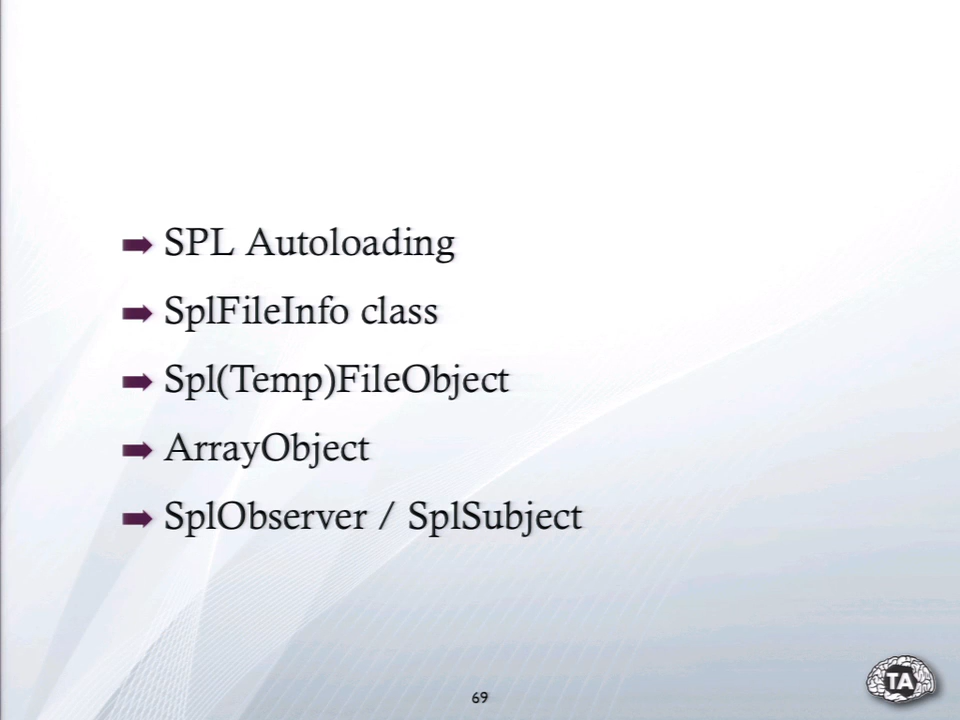 SPL Autoloading
SplFileInfo class
Spl(Temp)FileObject
ArrayObject
SplObserver / SplSubject
69
TA